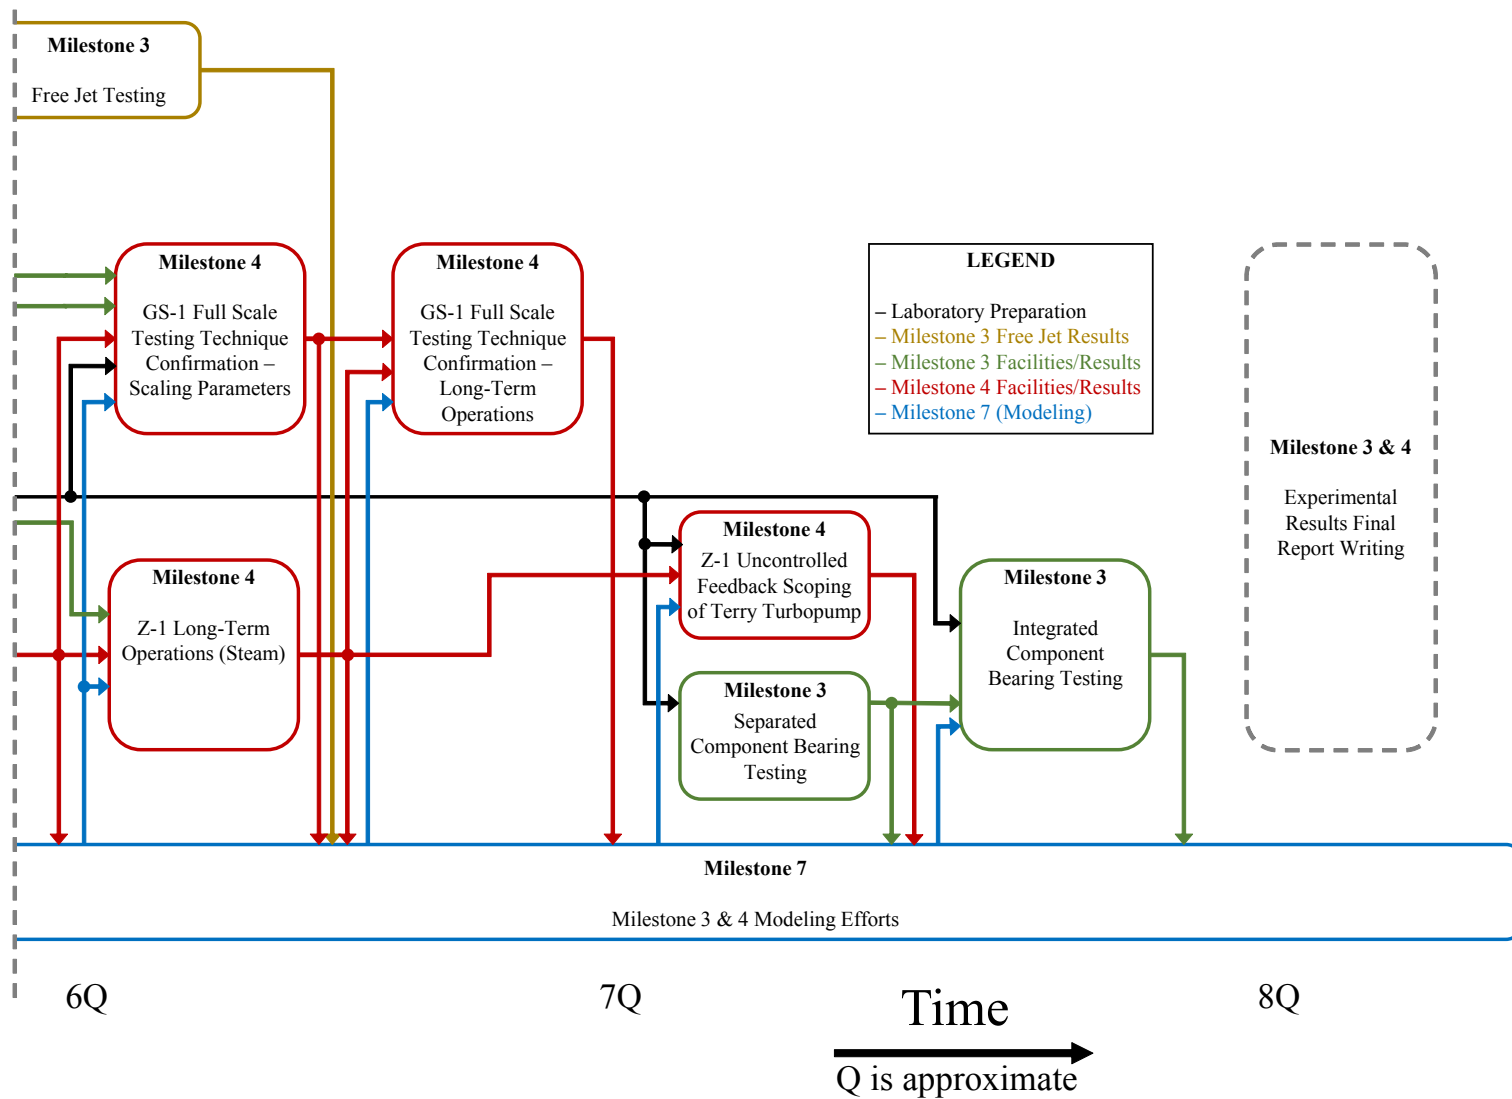 Milestone 3
Free Jet Testing
Milestone 4
GS-1 Full Scale
Testing Technique
Confirmation –
Scaling Parameters
Milestone 4
GS-1 Full Scale
Testing Technique
Confirmation –
Long-Term
Operations
LEGEND
– Laboratory Preparation
– Milestone 3 Free Jet Results
– Milestone 3 Facilities/Results
– Milestone 4 Facilities/Results
– Milestone 7 (Modeling)
Milestone 3 & 4
Experimental
Results Final
Report Writing
Milestone 4
Z-1 Long-Term
Operations (Steam)
Milestone 4
Z-1 Uncontrolled
Feedback Scoping
of Terry Turbopump
Milestone 3
Separated
Component Bearing
Testing
Milestone 3
Integrated
Component
Bearing Testing
Milestone 7
Milestone 3 & 4 Modeling Efforts
6Q
7Q
Time
8Q
Q is approximate